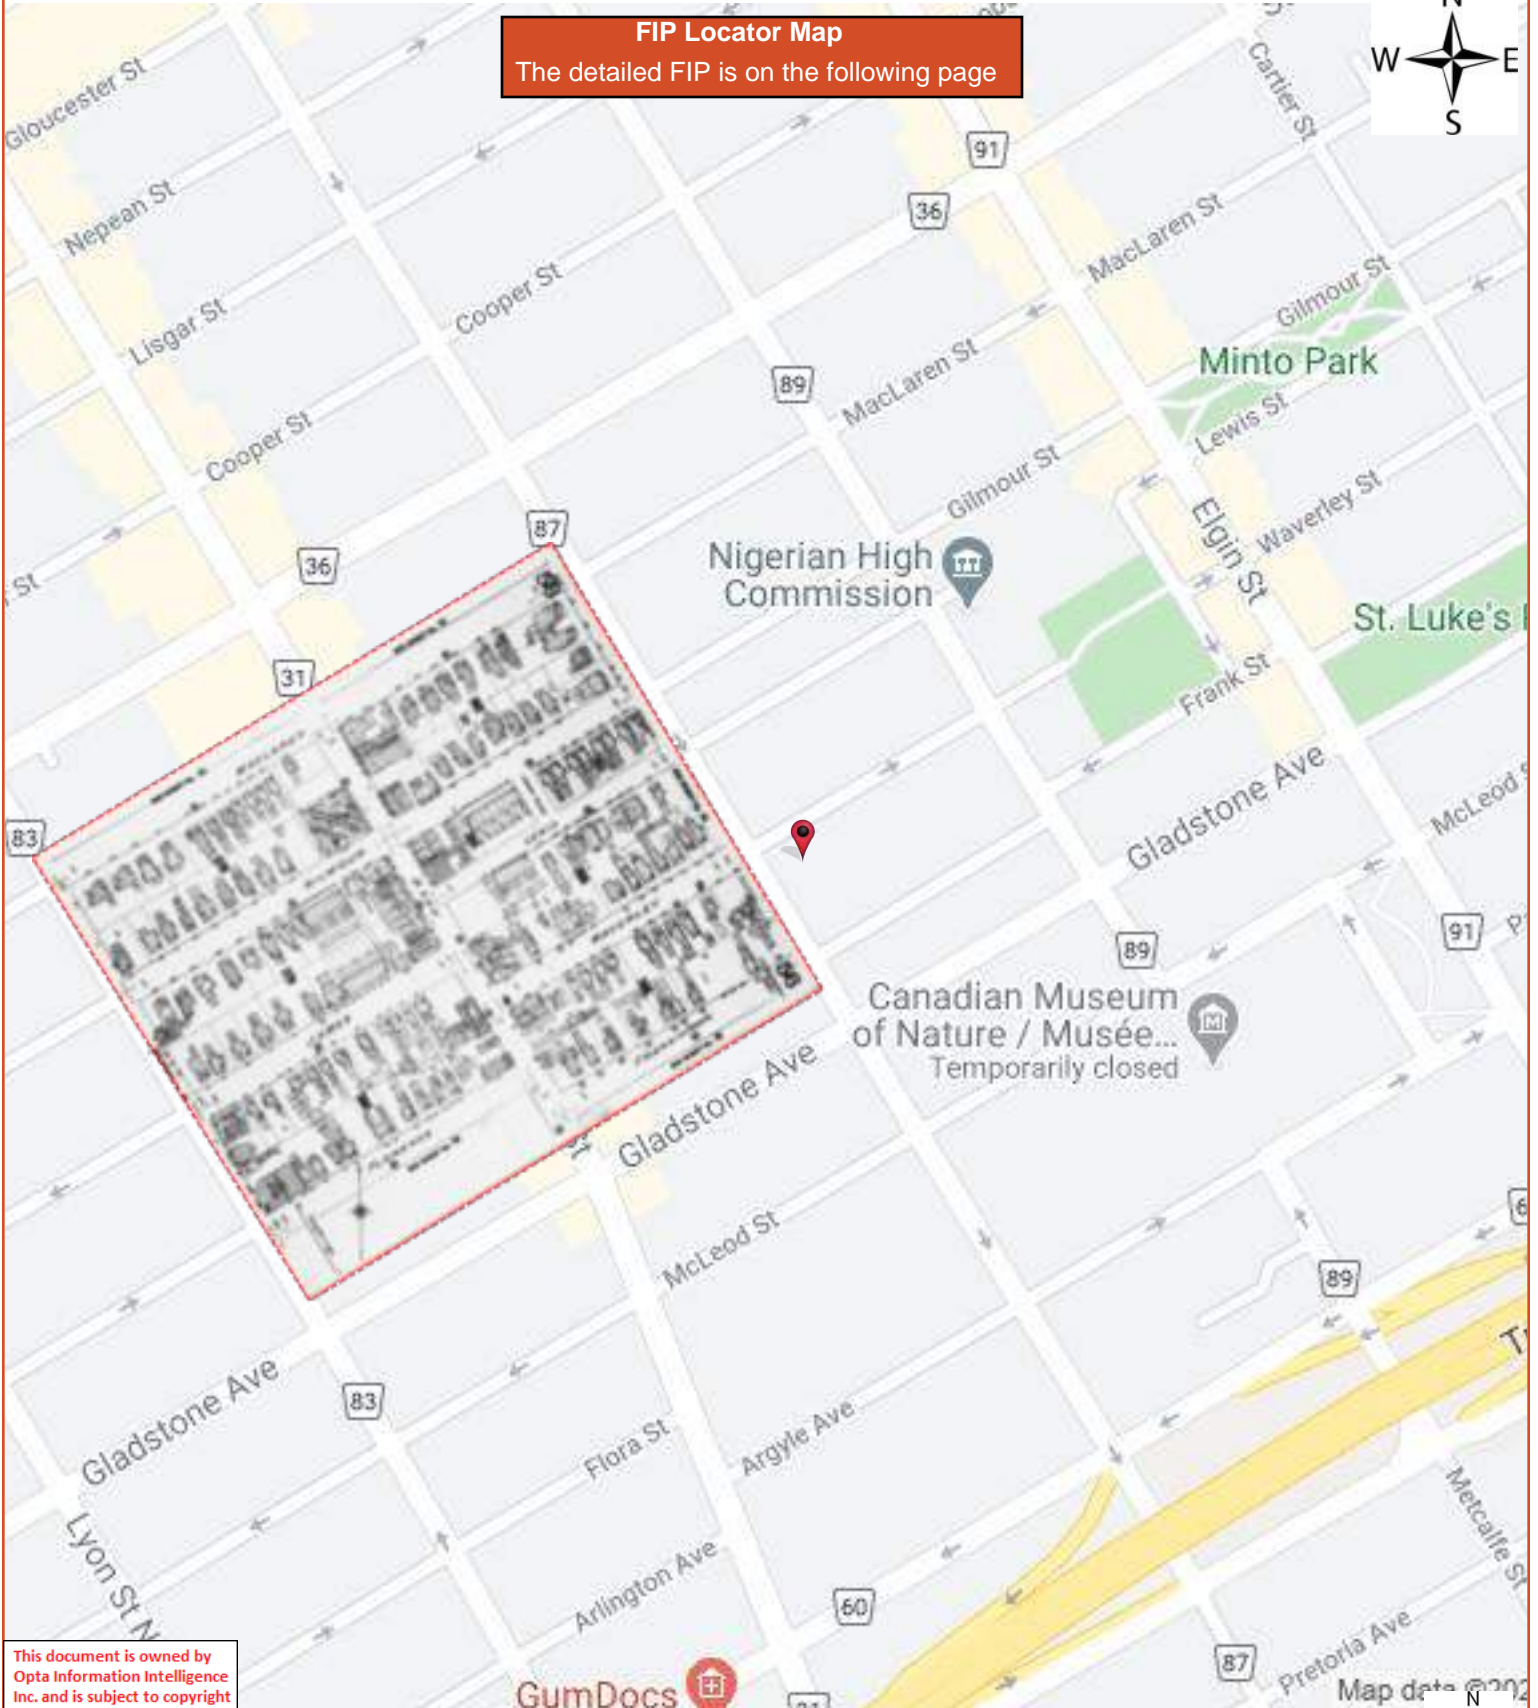 FIP Locator Map
The detailed FIP is on the following page
N
W E
S
Gloucester St
Cartier St
91
Nepean St
36
MacLaren St
Lisgar St
Cooper St
Gilmour St
Minto Park
89
MacLaren St
Lewis St
Cooper St
Gilmour St
Waverley St
87
Elgin St
36
Nigerian High
Commission
St
St. Luke's
31
Frank St
Gladstone Ave
McLeod
83
91
89
Canadian Museum
of Nature / Musée...
Temporarily closed
Gladstone Ave
St
McLeod St
89
Gladstone Ave
83
Flora St
Argyle Ave
Metcalfe St
Lyon St N
Arlington Ave
60
87
Pretoria Ave
This document is owned by
Opta Information Intelligence
Inc. and is subject to copyright
GumDocs
Map data ©202
N